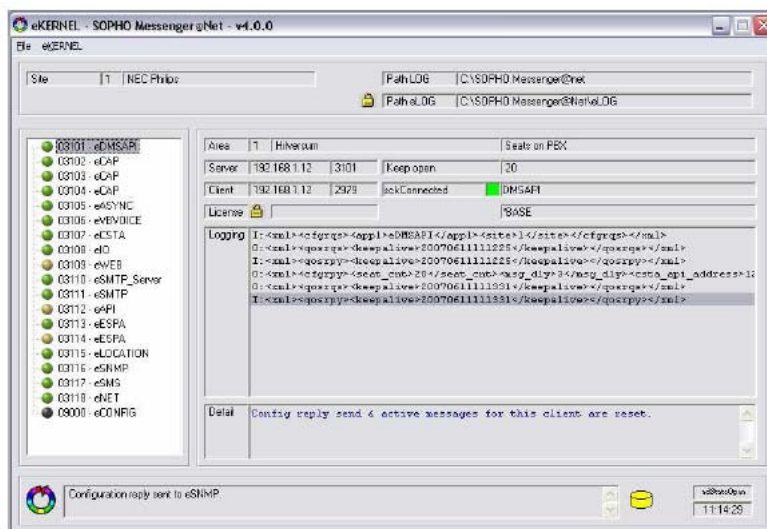 eKERNEL - SOPHO Messenger@Net - v4.0.0
File eKERNEL
Site 1 NEC Philips Path LOG C:\SOPHO Messenger@net
Path eLOG C:\SOPHO Messenger@Net\eLOG
03101 - eDMSAPI
03102 - eCAP
03103 - eCAP
03104 - eCAP
03105 - eASYNC
03106 - eVBVOICE
03107 - eCSTA
03108 - eIO
03109 - eWEB
03110 - eSMTP_Server
03111 - eSMTP
03112 - eAPI
03113 - eESPA
03114 - eESPA
03115 - eLOCATION
03116 - eSNMP
03117 - eSMS
03118 - eNET
09000 - eCONFIG
Area 1 Hilversum Seats on PBX
Server 192.168.1.12 3101 Keep open 20
Client 192.168.1.12 2979 sckConnected DMSAPI
License *BASE
Logging
I:<xml><cfgrqs><appl>eDMSAPI</appl><site>1</site></cfgrqs></xml>
O:<xml><qosrqs><keepalive>20070611111225</keepalive></qosrqs></xml>
I:<xml><qosrpy><keepalive>20070611111225</keepalive></qosrpy></xml>
O:<xml><cfgrpy><seat_cnt>20</seat_cnt><msg_dly>3</msg_dly><csta_api_address>12
O:<xml><qosrqs><keepalive>20070611111331</keepalive></qosrqs></xml>
I:<xml><qosrpy><keepalive>20070611111331</keepalive></qosrpy></xml>
Detail Config reply send & active messages for this client are reset.
Configuration reply sent to eSNMP.
11:14:29